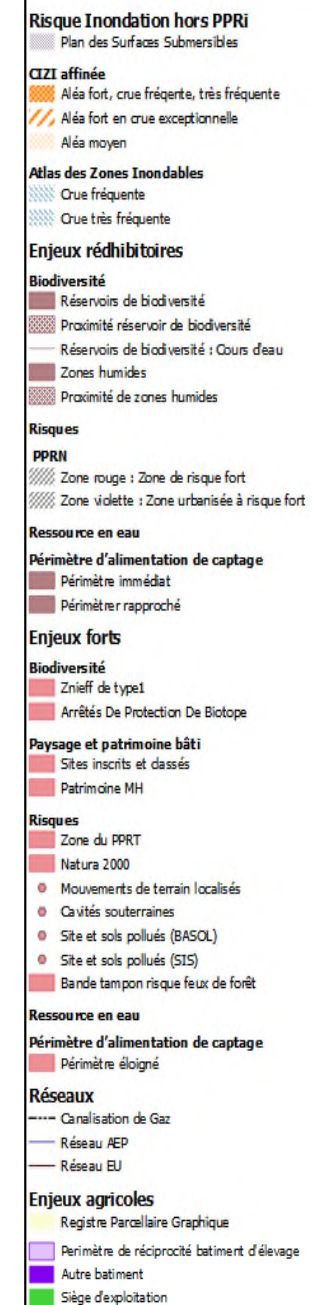 Risque Inondation hors PPRi
Plan des Surfaces Submersibles
CIZI affinée
Aléa fort, crue fréqente, très fréquente
Aléa fort en crue exceptionnelle
Aléa moyen
Atlas des Zones Inondables
Crue fréquente
Crue très fréquente
Enjeux rédhibitoires
Biodiversité
Réservoirs de biodiversité
Proximité réservoir de biodiversité
Réservoirs de biodiversité : Cours d'eau
Zones humides
Proximité de zones humides
Risques
PPRN
Zone rouge : Zone de risque fort
Zone violette : Zone urbanisée à risque fort
Ressource en eau
Périmètre d'alimentation de captage
Périmètre immédiat
Périmètrer rapproché
Enjeux forts
Biodiversité
Znieff de type1
Arrêtés De Protection De Biotope
Paysage et patrimoine bâti
Sites inscrits et classés
Patrimoine MH
Risques
Zone du PPRT
Natura 2000
Mouvements de terrain localisés
Cavités souterraines
Site et sols pollués (BASOL)
Site et sols pollués (SIS)
Bande tampon risque feux de forêt
Ressource en eau
Périmètre d'alimentation de captage
Périmètre éloigné
Réseaux
Canalisation de Gaz
Réseau AEP
Réseau EU
Enjeux agricoles
Registre Parcellaire Graphique
Perimètre de réciprocité batiment d'élevage
Autre batiment
Siège d'exploitation